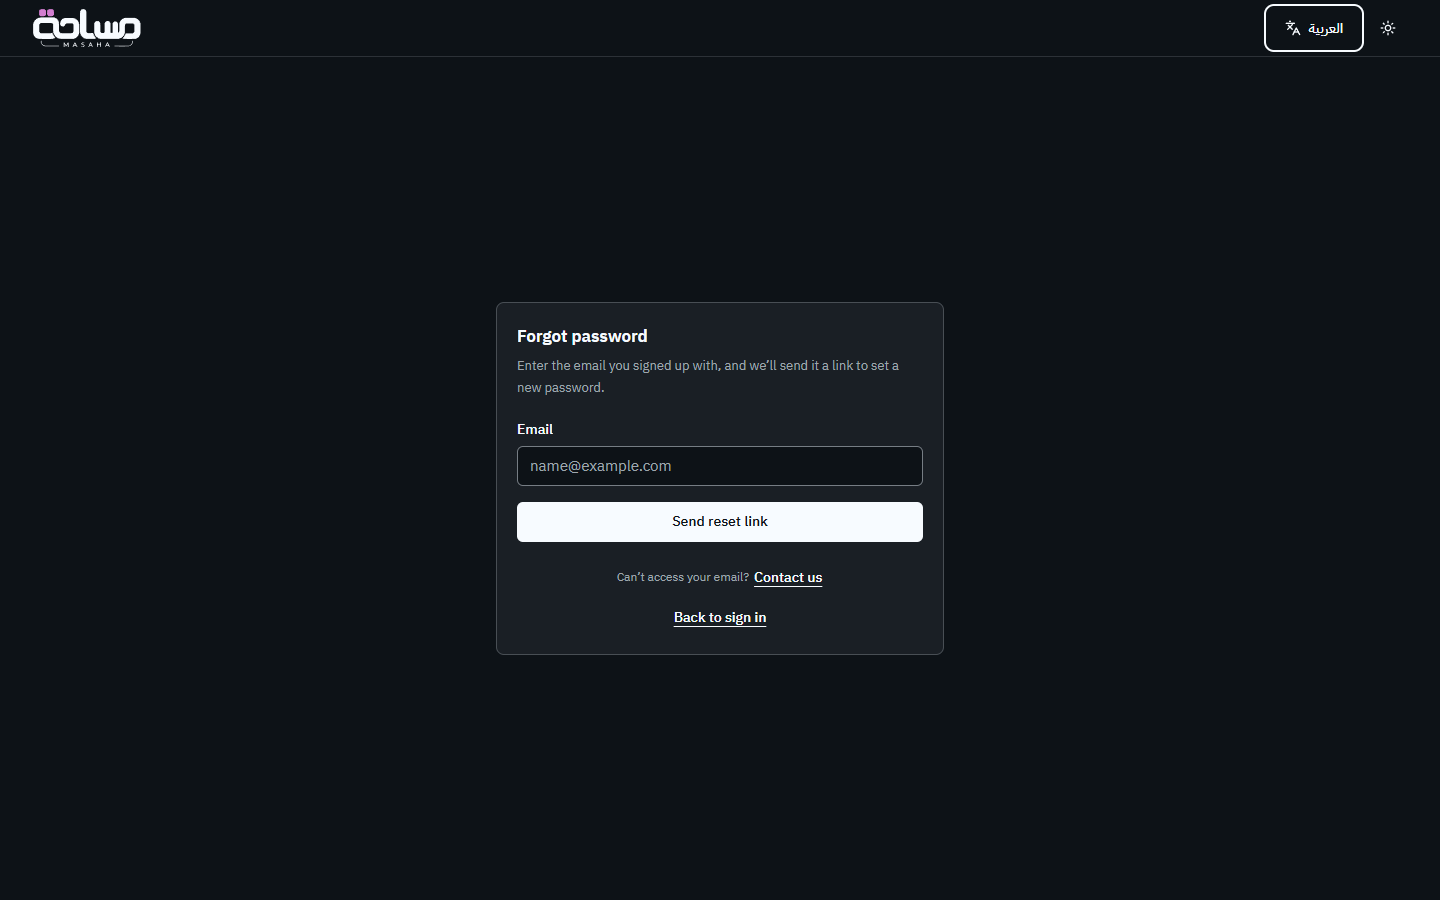 مساحة
MASAHA
العربية
Forgot password
Enter the email you signed up with, and we’ll send it a link to set a
new password.
Email
name@example.com
Send reset link
Can’t access your email? Contact us
Back to sign in